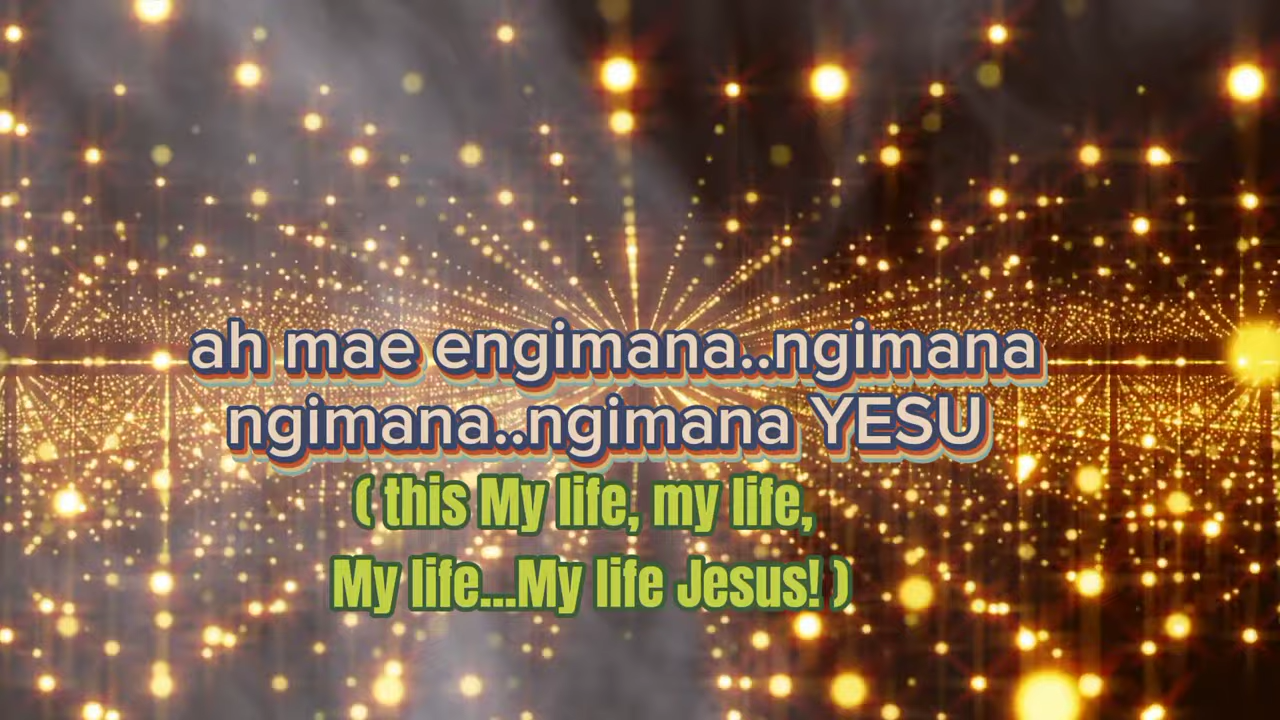 ah mae engimana..ngimana
ngimana..ngimana YESU
( this My life, my life,
My life...My life Jesus! )